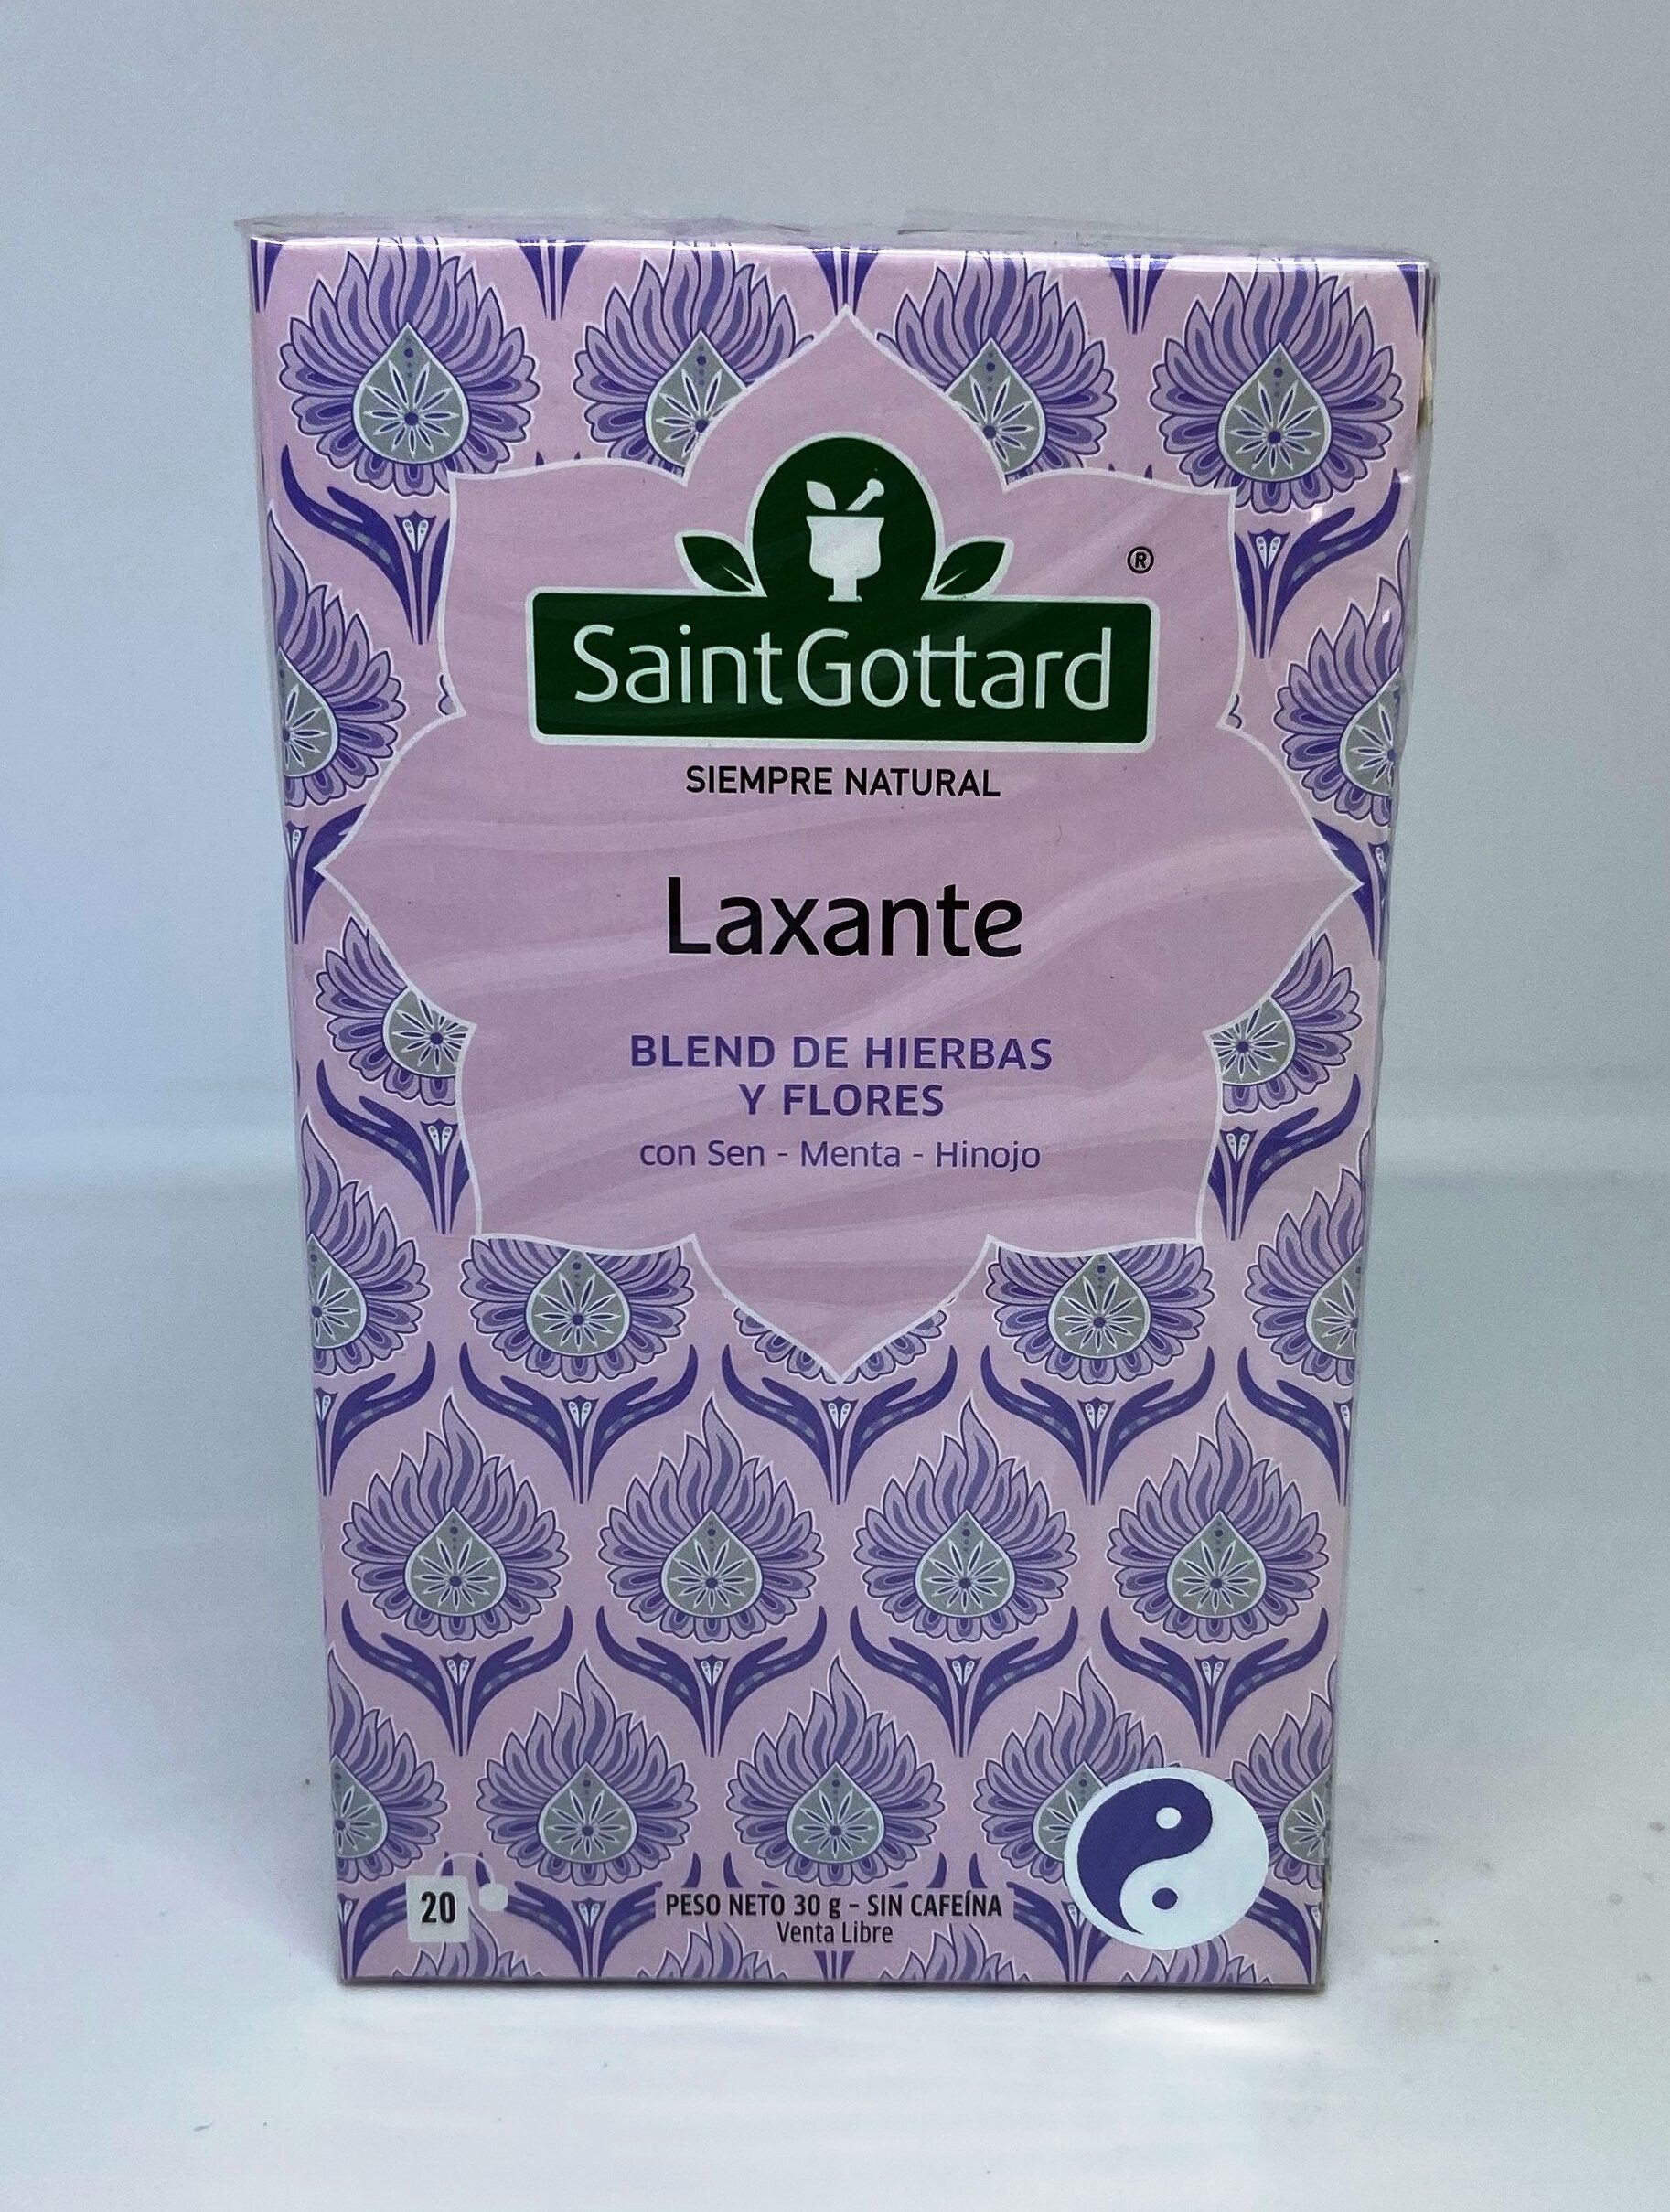 ®
Saint Gottard
SIEMPRE NATURAL
Laxante
BLEND DE HIERBAS
Y FLORES
con Sen - Menta - Hinojo
20
PESO NETO 30 g - SIN CAFEÍNA
Venta Libre